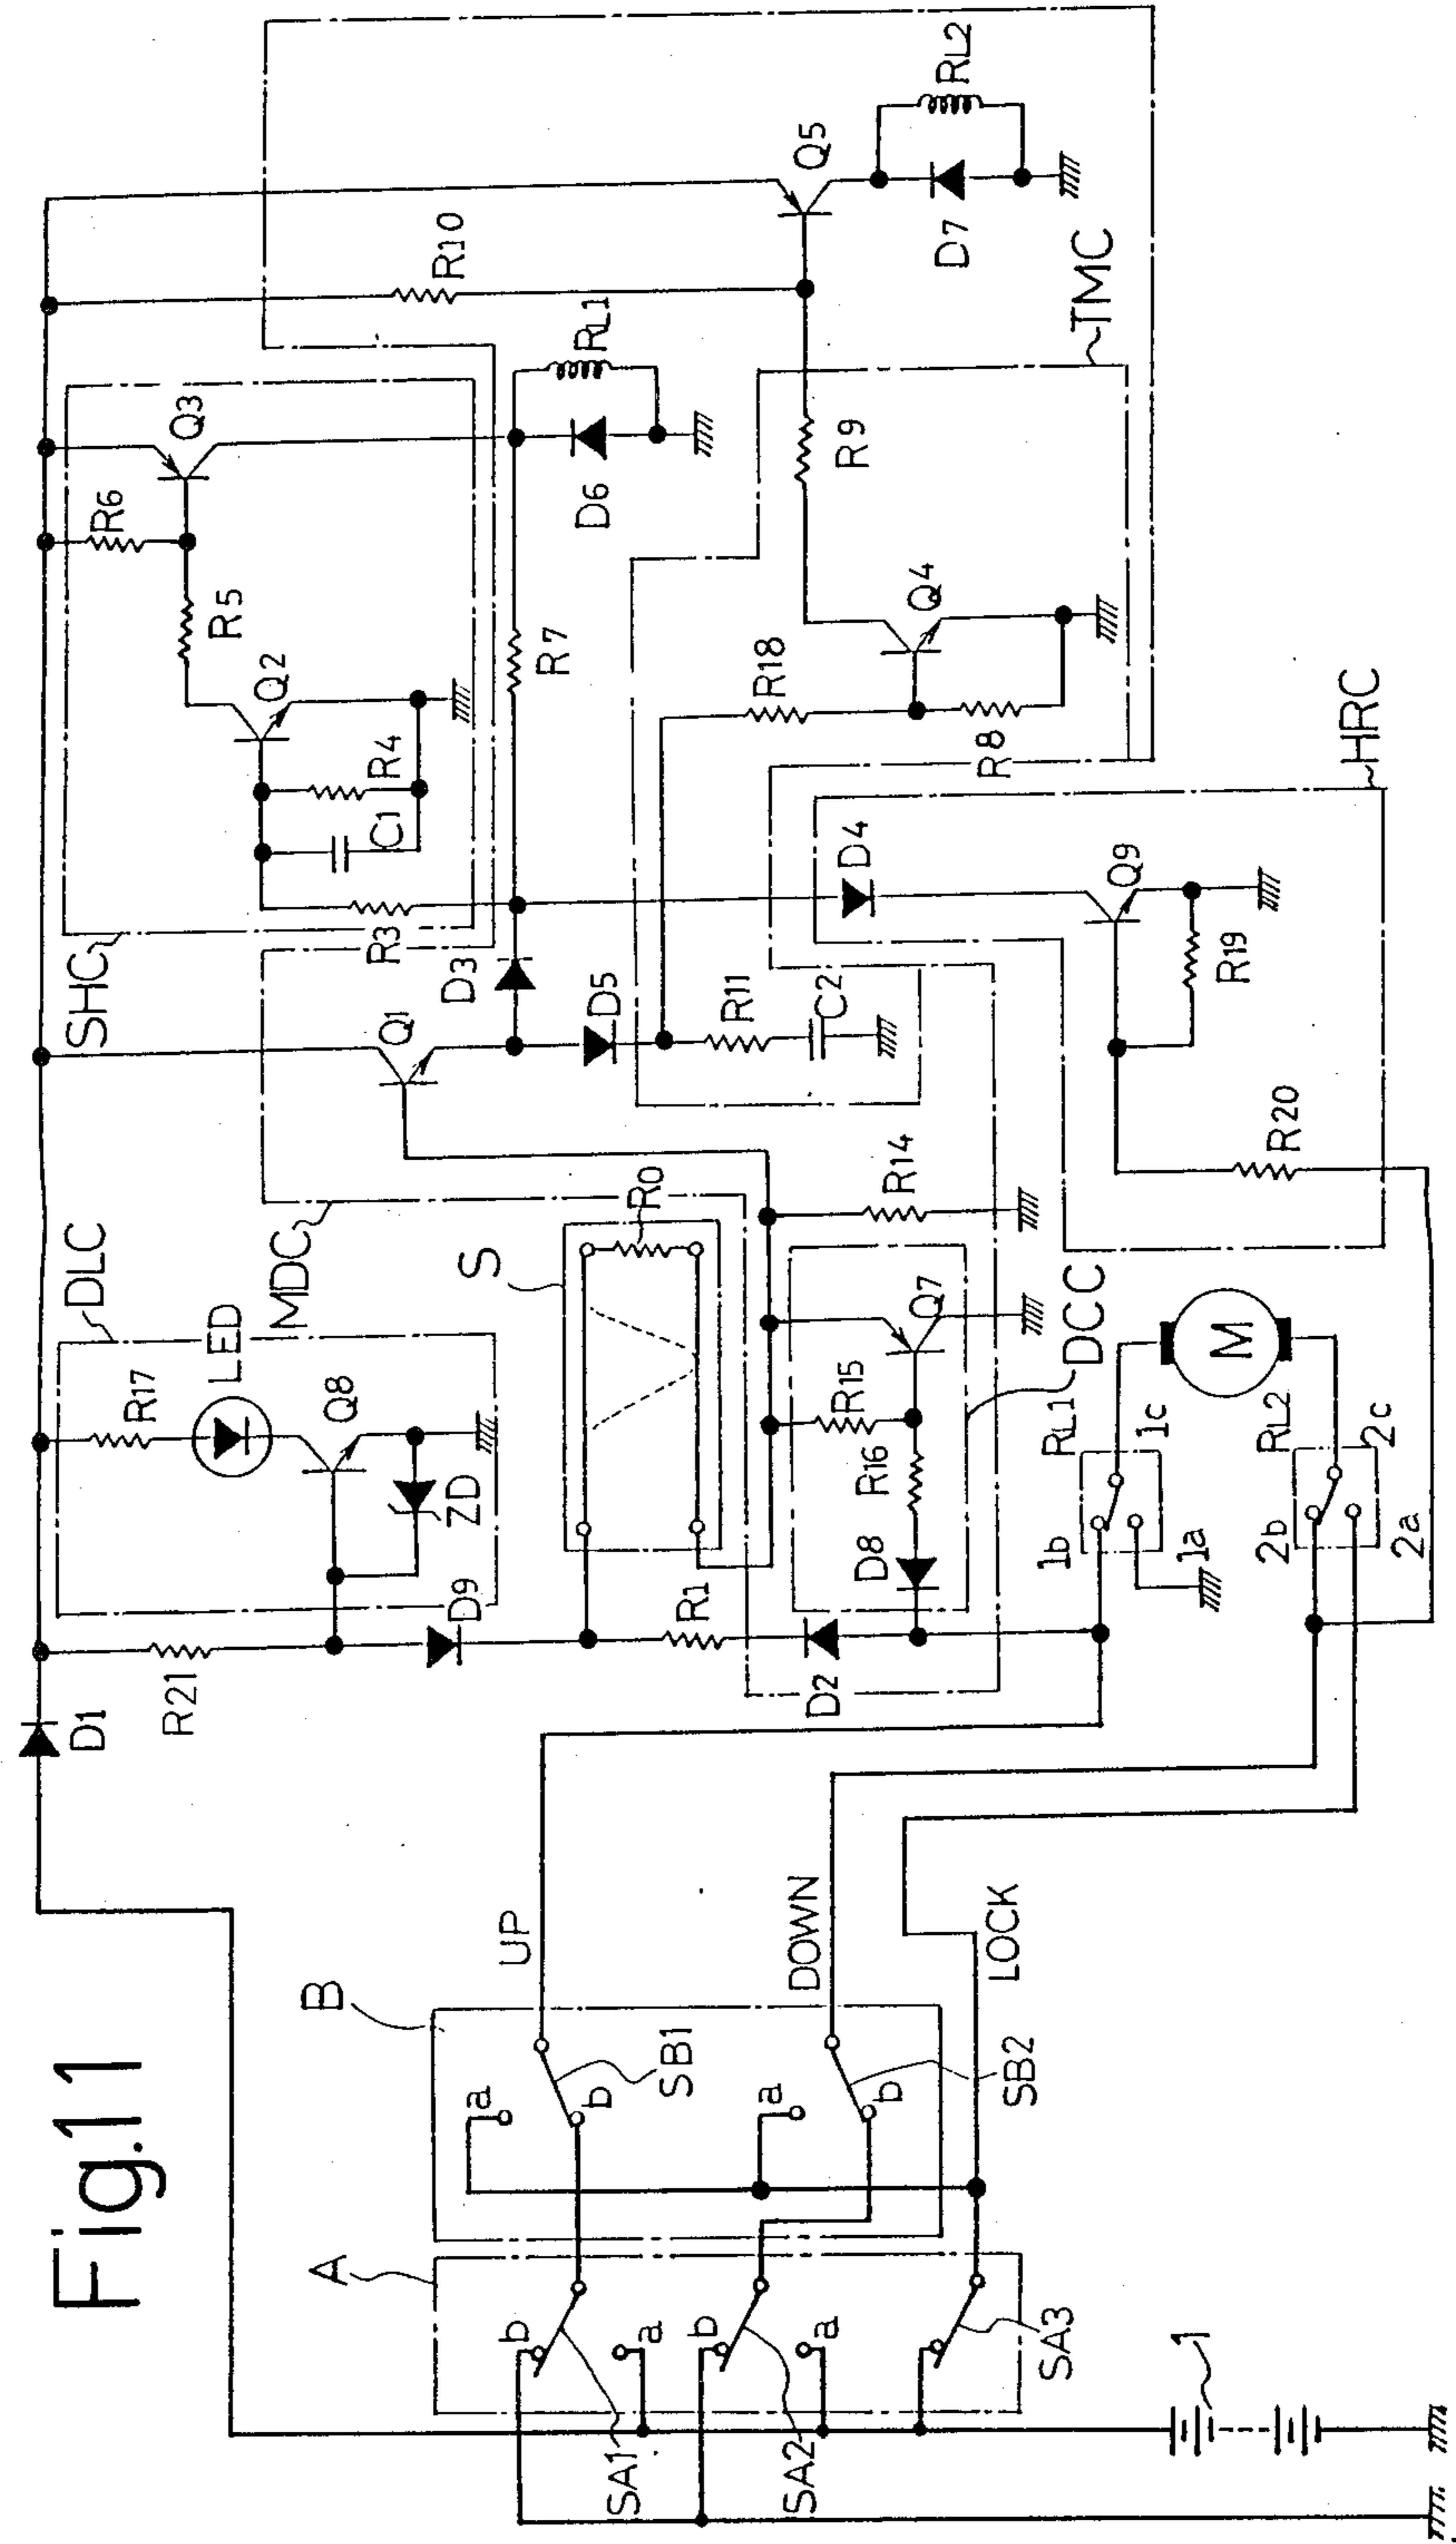 Fig.11
D1
R21
DLC
R17
LED
Q8
ZD
D9
MDC
S
R0
R1
D2
D8
R16
R15
Q7
DCC
R14
Q1
D3
D5
R11
C2
SHC
R3
C1
R4
Q2
R5
R6
Q3
R7
D6
RL1
R10
Q5
D7
RL2
TMC
R9
Q4
R18
R8
D4
Q9
R19
R20
HRC
RL1
1b
1a
1c
M
RL2
2b
2a
2c
UP
DOWN
LOCK
B
a
b
SB1
a
b
SB2
A
b
a
SA1
b
a
SA2
SA3
1